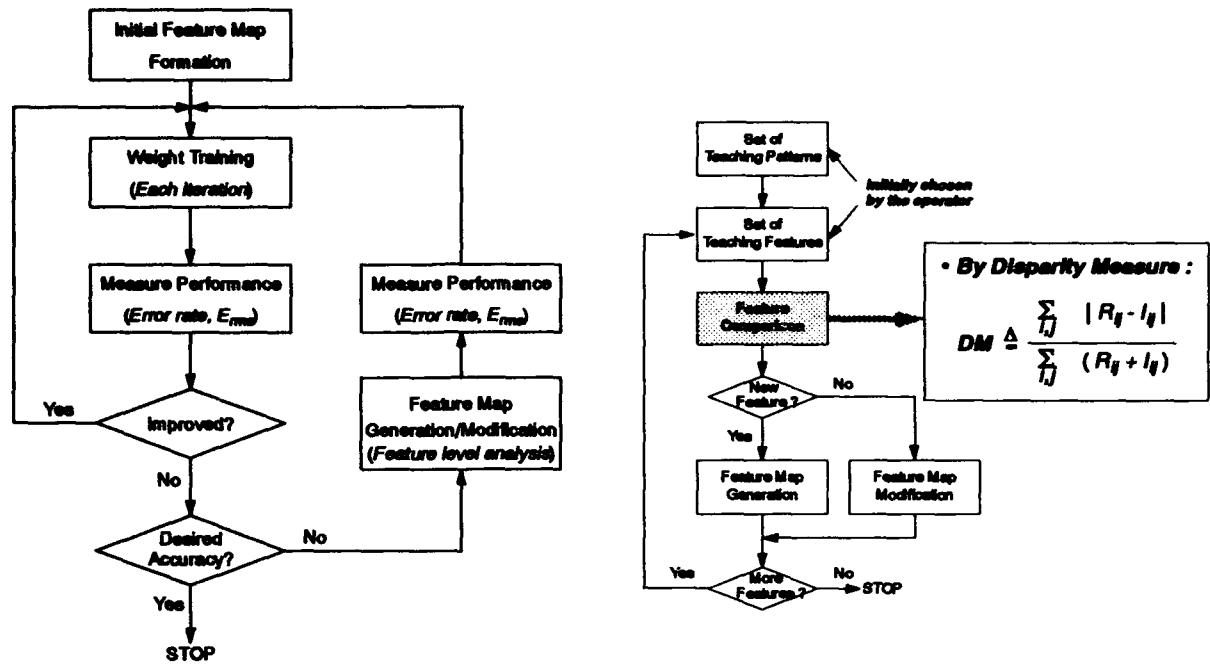 Initial Feature Map
Formation
Weight Training
(Each iteration)
Measure Performance
(Error rate, E_rms)
Improved?
Yes
No
Desired
Accuracy?
No
Yes
STOP
Measure Performance
(Error rate, E_rms)
Feature Map
Generation/Modification
(Feature level analysis)
Set of
Teaching Patterns
Initially chosen
by the operator
Set of
Teaching Features
Feature
Comparison
• By Disparity Measure :
DM ≜ Σ_{i,j} | R_ij - I_ij | / Σ_{i,j} ( R_ij + I_ij )
New
Feature ?
No
Yes
Feature Map
Generation
Feature Map
Modification
More
Features ?
Yes
No
STOP